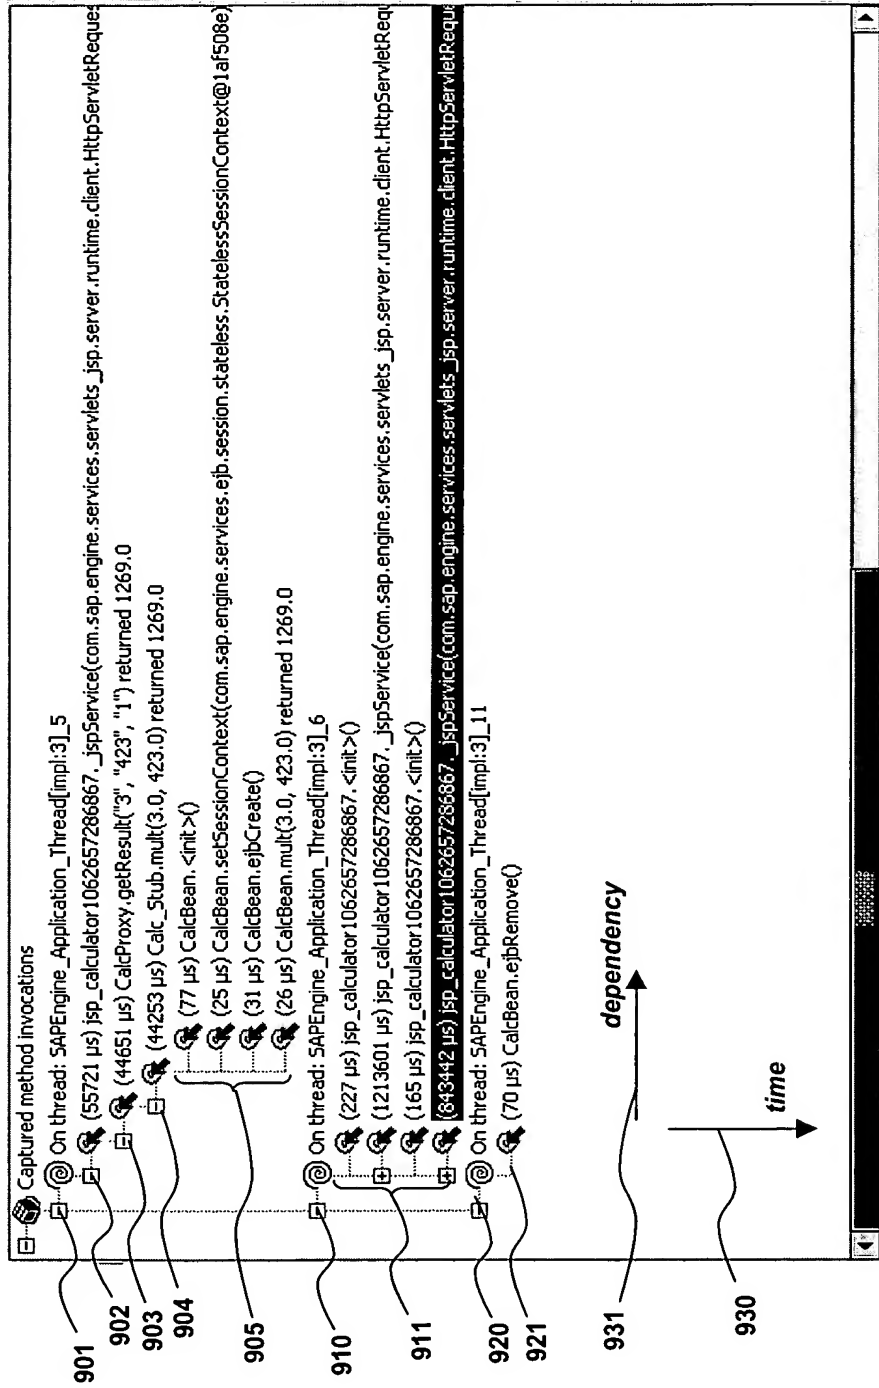 Captured method invocations
On thread: SAPEngine_Application_Thread[impl:3]_5
(55721 µs) jsp_calculator1062657286867._jspService(com.sap.engine.services.servlets_jsp.server.runtime.client.HttpServletReques
(44651 µs) CalcProxy.getResult("3", "423", "1") returned 1269.0
(44253 µs) Calc_Stub.mult(3.0, 423.0) returned 1269.0
(77 µs) CalcBean.<init>()
(25 µs) CalcBean.setSessionContext(com.sap.engine.services.ejb.session.stateless.StatelessSessionContext@1af508e)
(31 µs) CalcBean.ejbCreate()
(26 µs) CalcBean.mult(3.0, 423.0) returned 1269.0
On thread: SAPEngine_Application_Thread[impl:3]_6
(227 µs) jsp_calculator1062657286867.<init>()
(1213601 µs) jsp_calculator1062657286867._jspService(com.sap.engine.services.servlets_jsp.server.runtime.client.HttpServletRequ
(165 µs) jsp_calculator1062657286867.<init>()
(843442 µs) jsp_calculator1062657286867._jspService(com.sap.engine.services.servlets_jsp.server.runtime.client.HttpServletReque
On thread: SAPEngine_Application_Thread[impl:3]_11
(70 µs) CalcBean.ejbRemove()
dependency
time
901
902
903
904
905
910
911
920
921
931
930